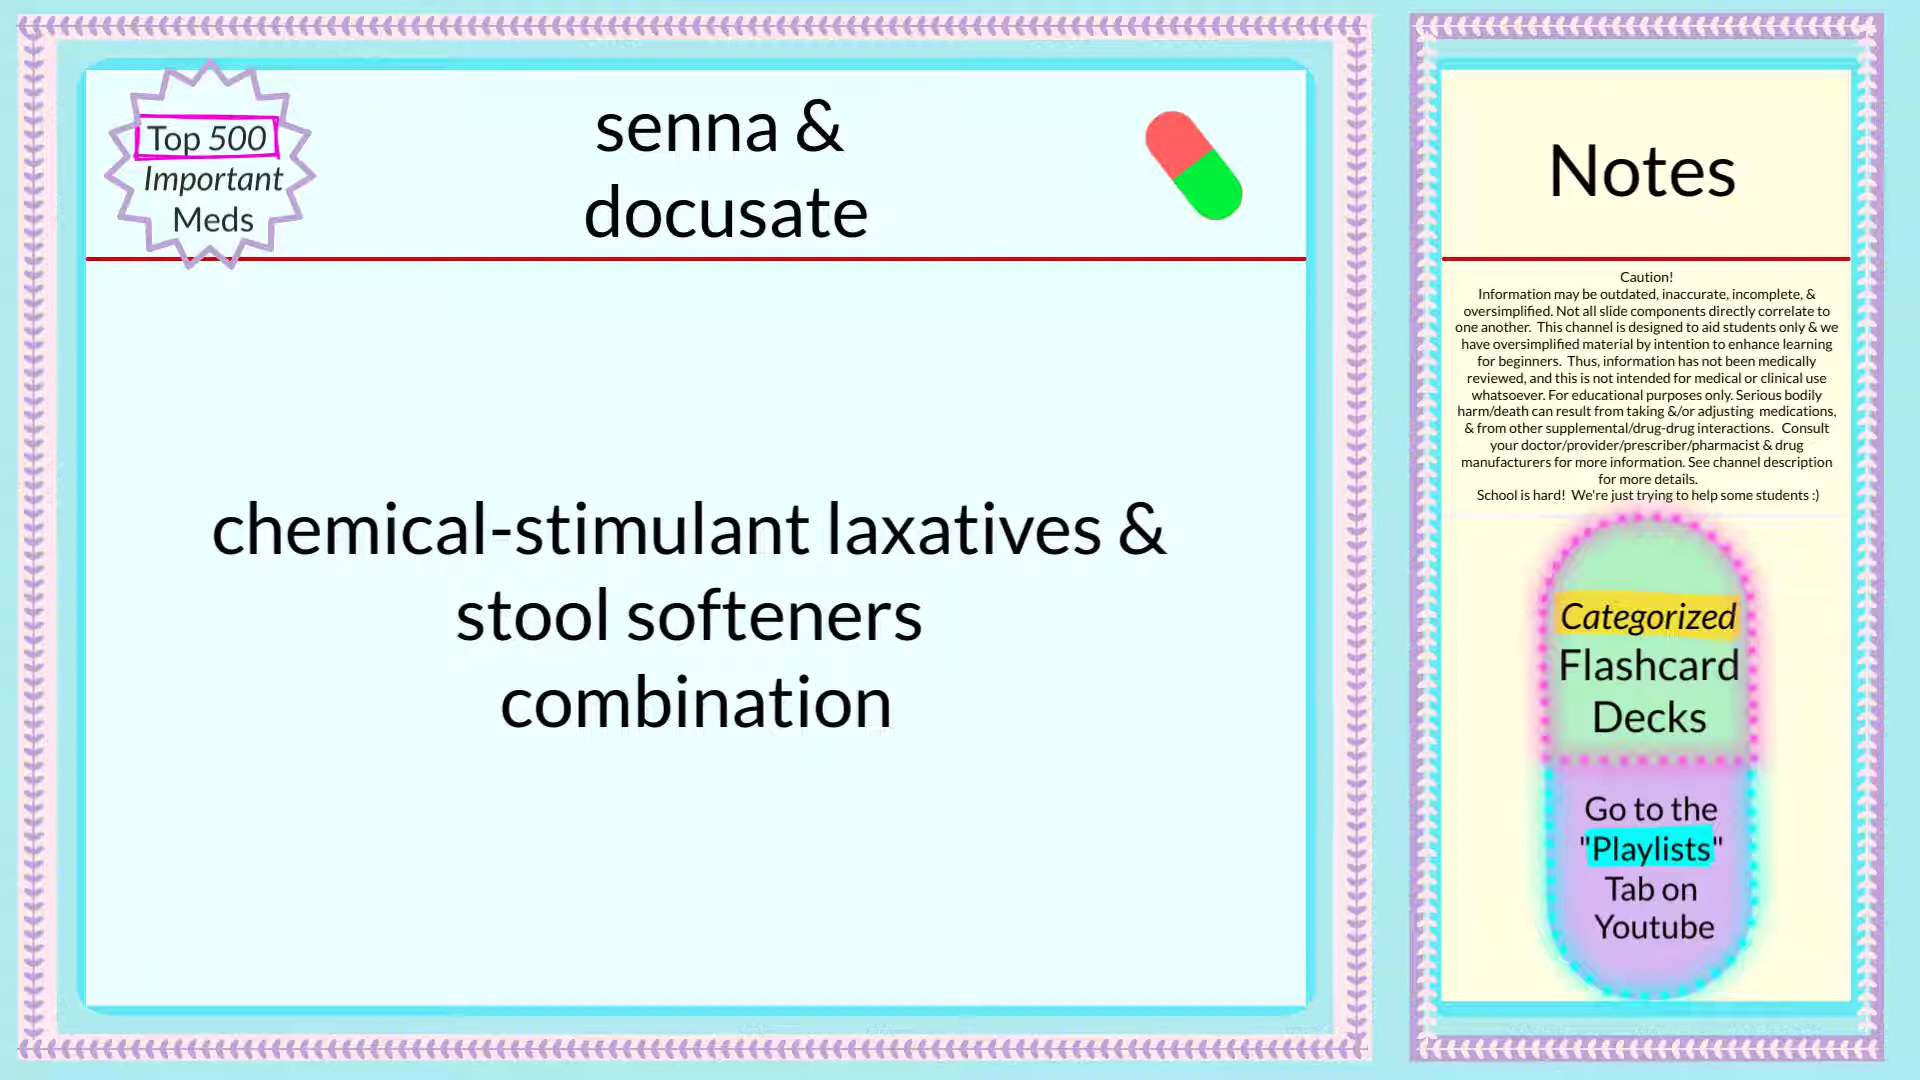 Top 500
Important
Meds
senna &
docusate
chemical-stimulant laxatives &
stool softeners
combination
Notes
Caution!
Information may be outdated, inaccurate, incomplete, &
oversimplified. Not all slide components directly correlate to
one another. This channel is designed to aid students only & we
have oversimplified material by intention to enhance learning
for beginners. Thus, information has not been medically
reviewed, and this is not intended for medical or clinical use
whatsoever. For educational purposes only. Serious bodily
harm/death can result from taking &/or adjusting medications,
& from other supplemental/drug-drug interactions. Consult
your doctor/provider/prescriber/pharmacist & drug
manufacturers for more information. See channel description
for more details.
School is hard! We're just trying to help some students :)
Categorized
Flashcard
Decks
Go to the
"Playlists"
Tab on
Youtube